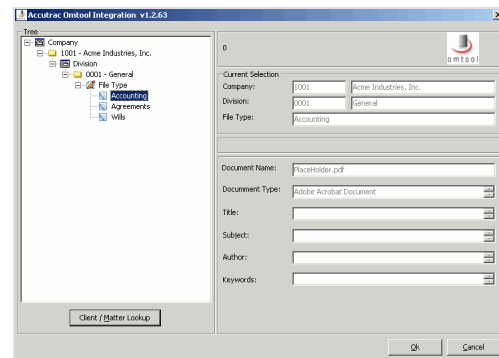 Accutrac Omtool Integration v1.2.63
Tree
Company
1001 - Acme Industries, Inc.
Division
0001 - General
File Type
Accounting
Agreements
Wills
Client / Matter Lookup
0
omtool
Current Selection
Company: 1001 Acme Industries, Inc.
Division: 0001 General
File Type: Accounting
Document Name: PlaceHolder.pdf
Documment Type: Adobe Acrobat Document
Title:
Subject:
Author:
Keywords:
Ok Cancel